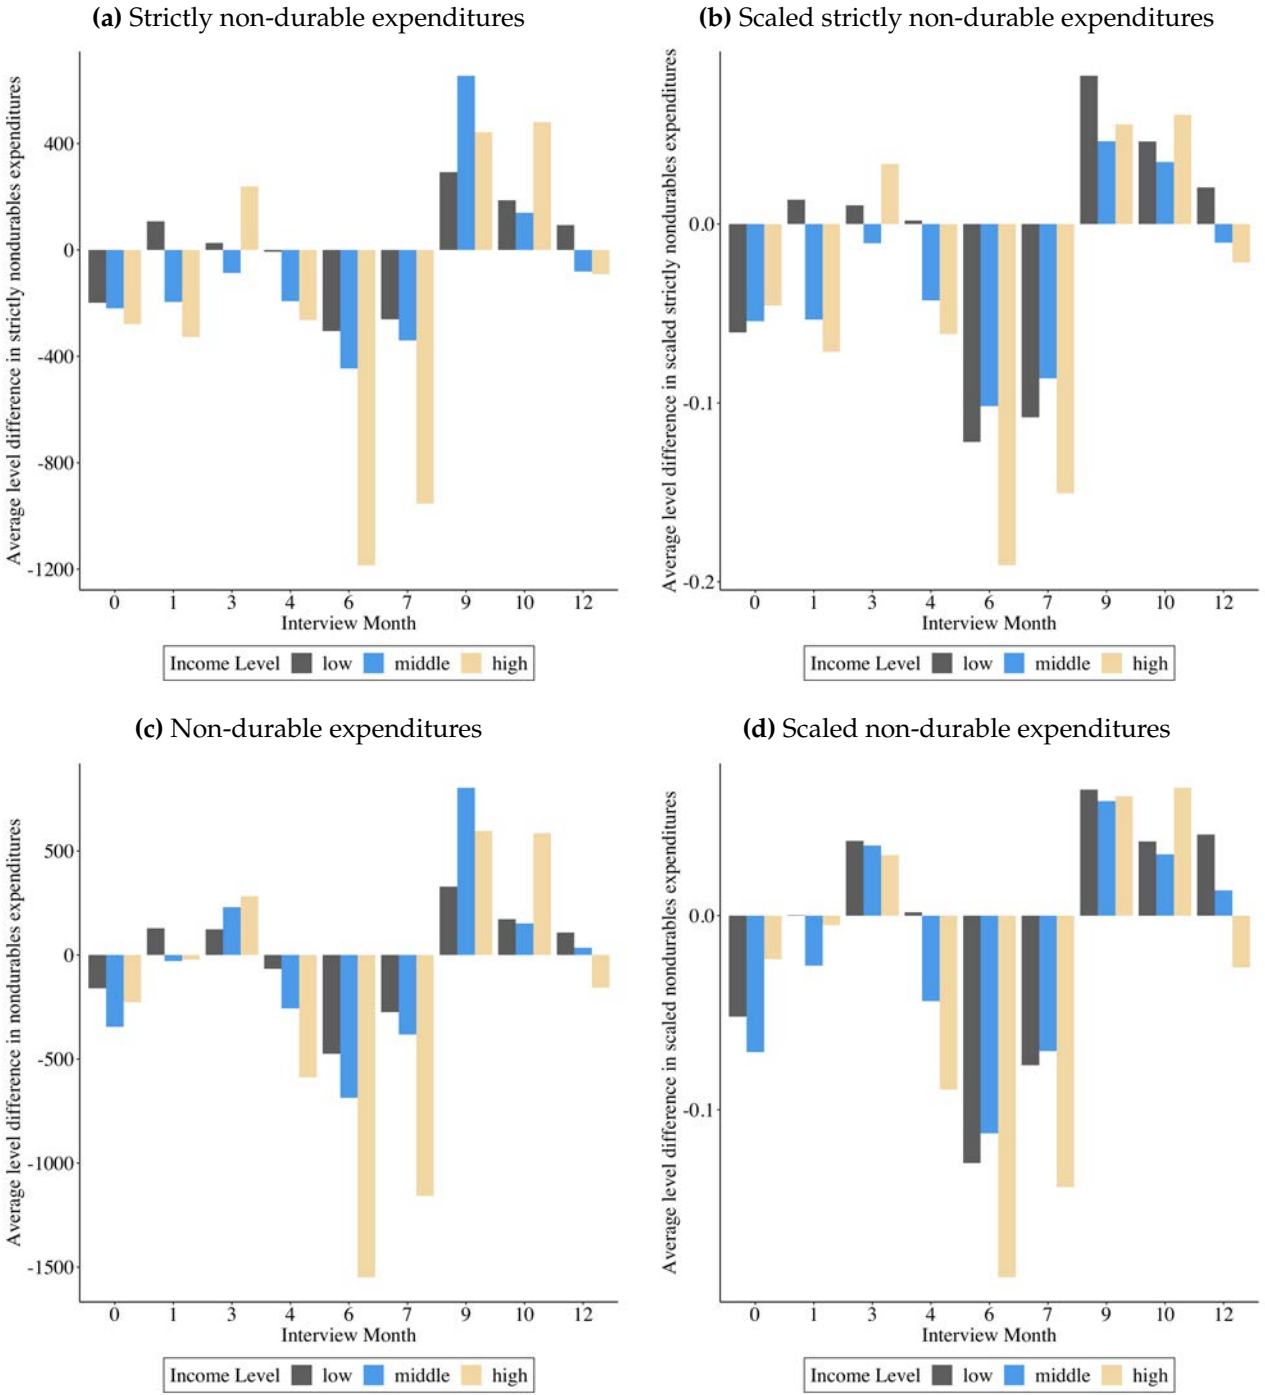 (a) Strictly non-durable expenditures
Average level difference in strictly nondurables expenditures
400
0
-400
-800
-1200
0 1 3 4 6 7 9 10 12
Interview Month
Income Level low middle high
(b) Scaled strictly non-durable expenditures
Average level difference in scaled strictly nondurables expenditures
0.0
-0.1
-0.2
0 1 3 4 6 7 9 10 12
Interview Month
Income Level low middle high
(c) Non-durable expenditures
Average level difference in nondurables expenditures
500
0
-500
-1000
-1500
0 1 3 4 6 7 9 10 12
Interview Month
Income Level low middle high
(d) Scaled non-durable expenditures
Average level difference in scaled nondurables expenditures
0.0
-0.1
0 1 3 4 6 7 9 10 12
Interview Month
Income Level low middle high